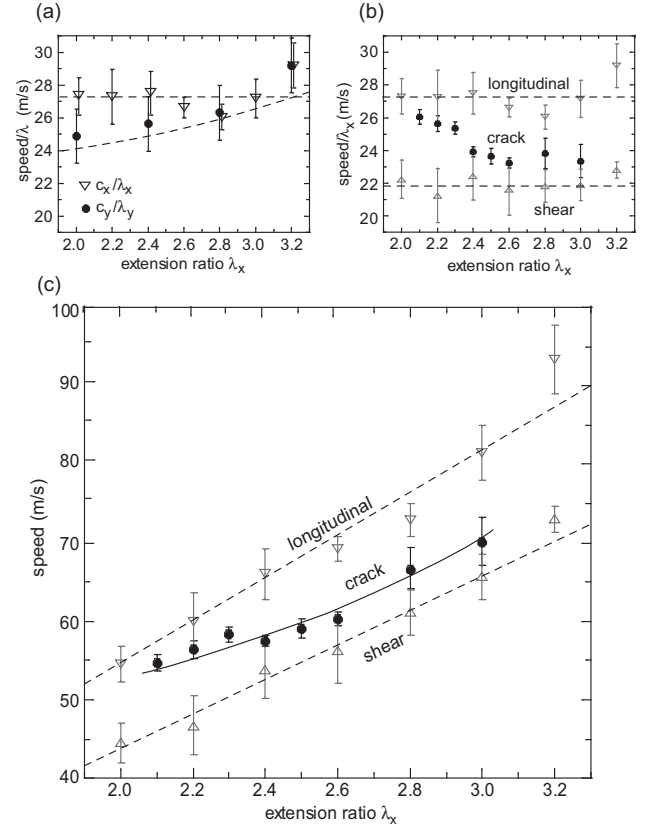 (a)
(b)
30
28
26
24
22
20
speed/λ (m/s)
c_x/λ_x
c_y/λ_y
2.0 2.2 2.4 2.6 2.8 3.0 3.2
extension ratio λ_x
30
28
26
24
22
20
speed/λ_x (m/s)
longitudinal
crack
shear
2.0 2.2 2.4 2.6 2.8 3.0 3.2
extension ratio λ_x
(c)
100
90
80
70
60
50
40
speed (m/s)
longitudinal
crack
shear
2.0 2.2 2.4 2.6 2.8 3.0 3.2
extension ratio λ_x